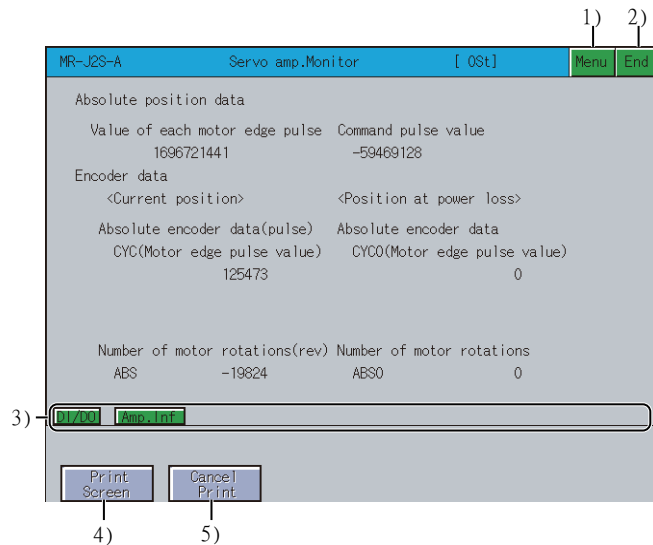 1) 2)
MR-J2S-A Servo amp.Monitor [ 0St] Menu End
Absolute position data
Value of each motor edge pulse Command pulse value
1696721441 -59469128
Encoder data
<Current position> <Position at power loss>
Absolute encoder data(pulse) Absolute encoder data
CYC(Motor edge pulse value) CYC0(Motor edge pulse value)
125473 0
Number of motor rotations(rev) Number of motor rotations
ABS -19824 ABS0 0
3) DI/DO Amp.Inf
Print Cancel
Screen Print
4) 5)